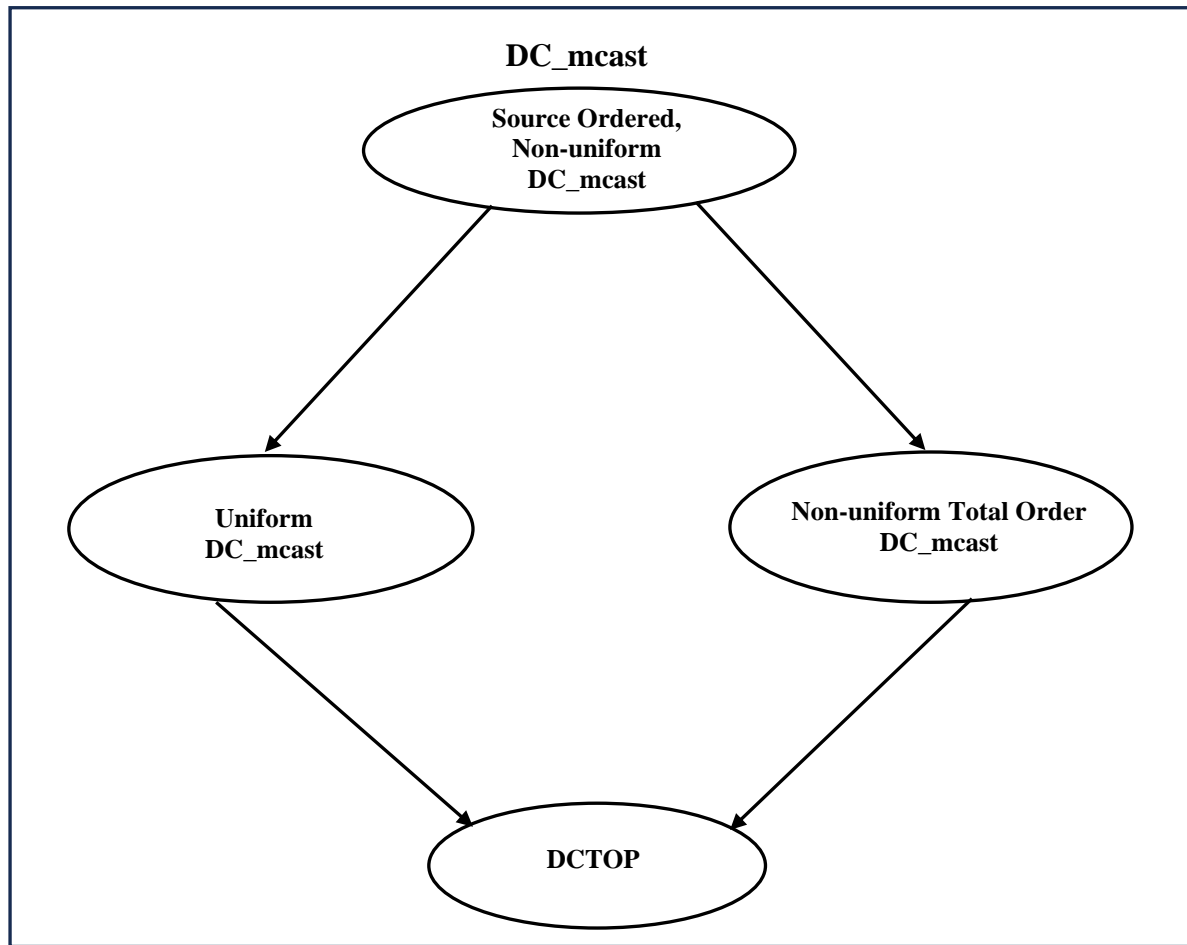 DC_mcast
Source Ordered,
Non-uniform
DC_mcast
Uniform
DC_mcast
Non-uniform Total Order
DC_mcast
DCTOP